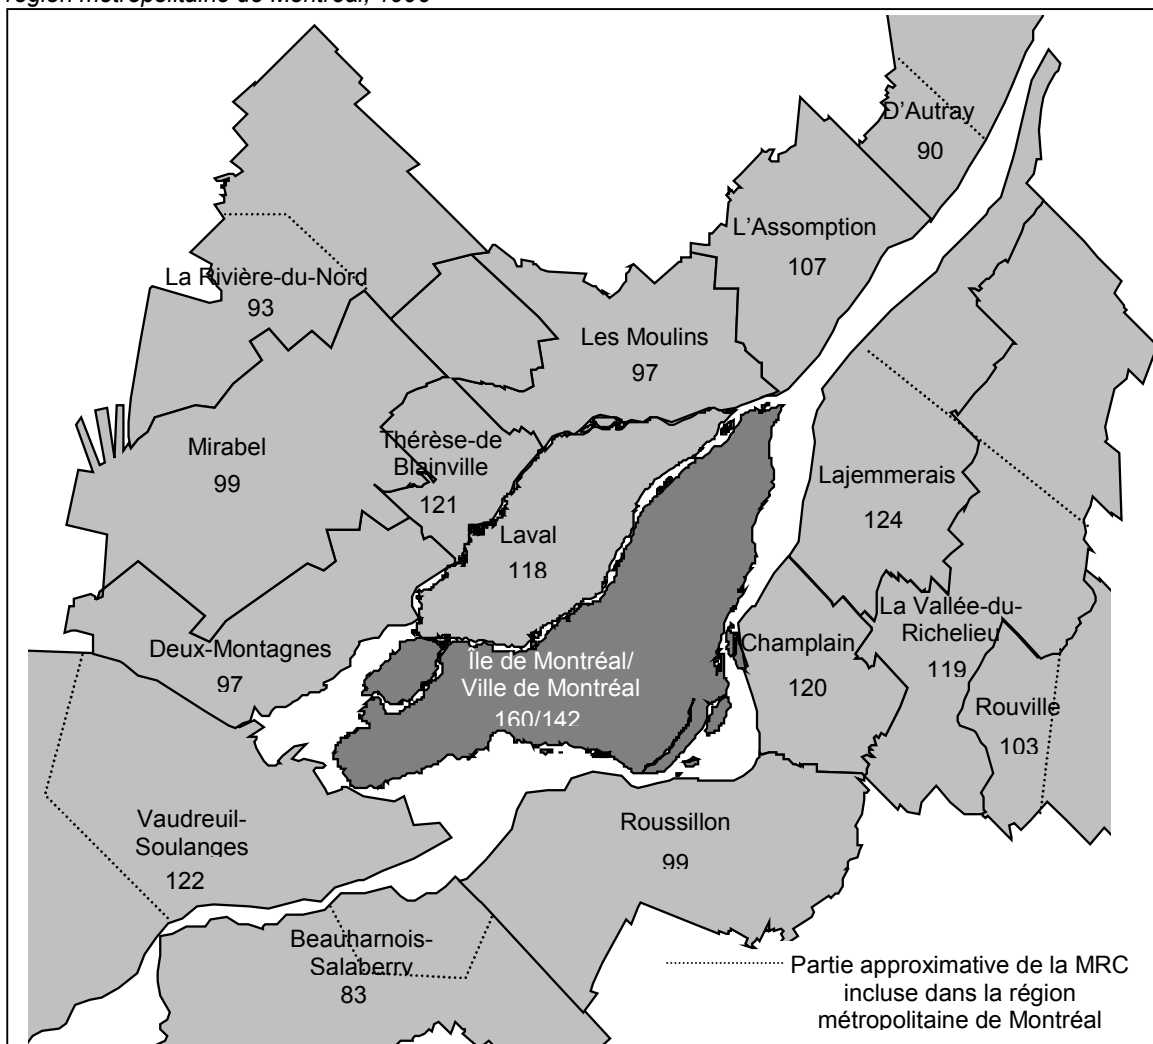 région métropolitaine de Montréal, 1996
D'Autray
90
L'Assomption
107
La Rivière-du-Nord
93
Les Moulins
97
Mirabel
99
Thérèse-de
Blainville
121
Lajemmerais
124
Laval
118
La Vallée-du-
Richelieu
119
Deux-Montagnes
97
Île de Montréal/
Ville de Montréal
160/142
Champlain
120
Rouville
103
Vaudreuil-
Soulanges
122
Roussillon
99
Beauharnois-
Salaberry
83
Partie approximative de la MRC
incluse dans la région
métropolitaine de Montréal